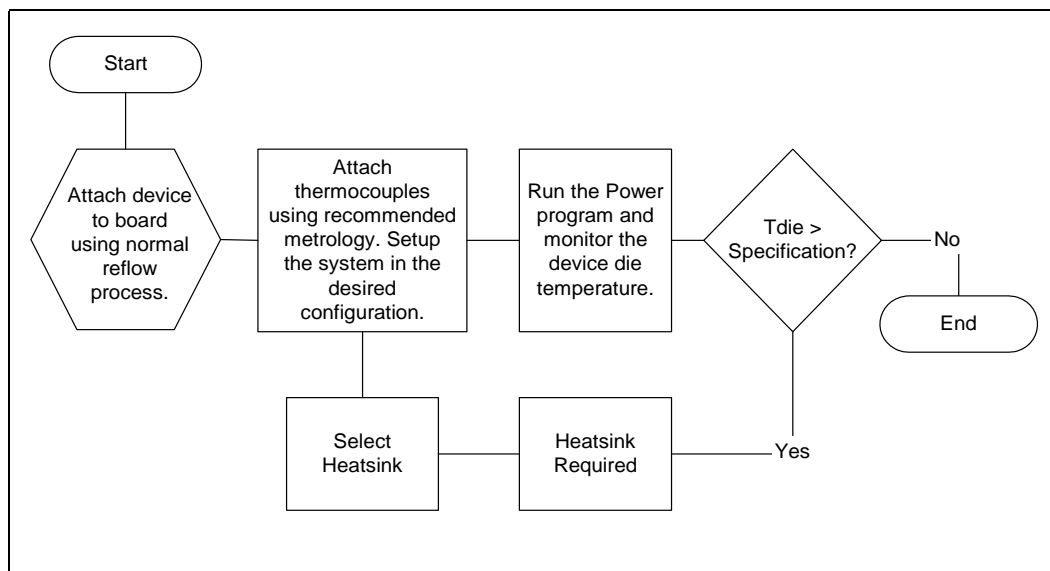 Start
Attach device
to board
using normal
reflow
process.
Attach
thermocouples
using recommended
metrology. Setup
the system in the
desired
configuration.
Run the Power
program and
monitor the
device die
temperature.
Tdie >
Specification?
No
End
Yes
Heatsink
Required
Select
Heatsink